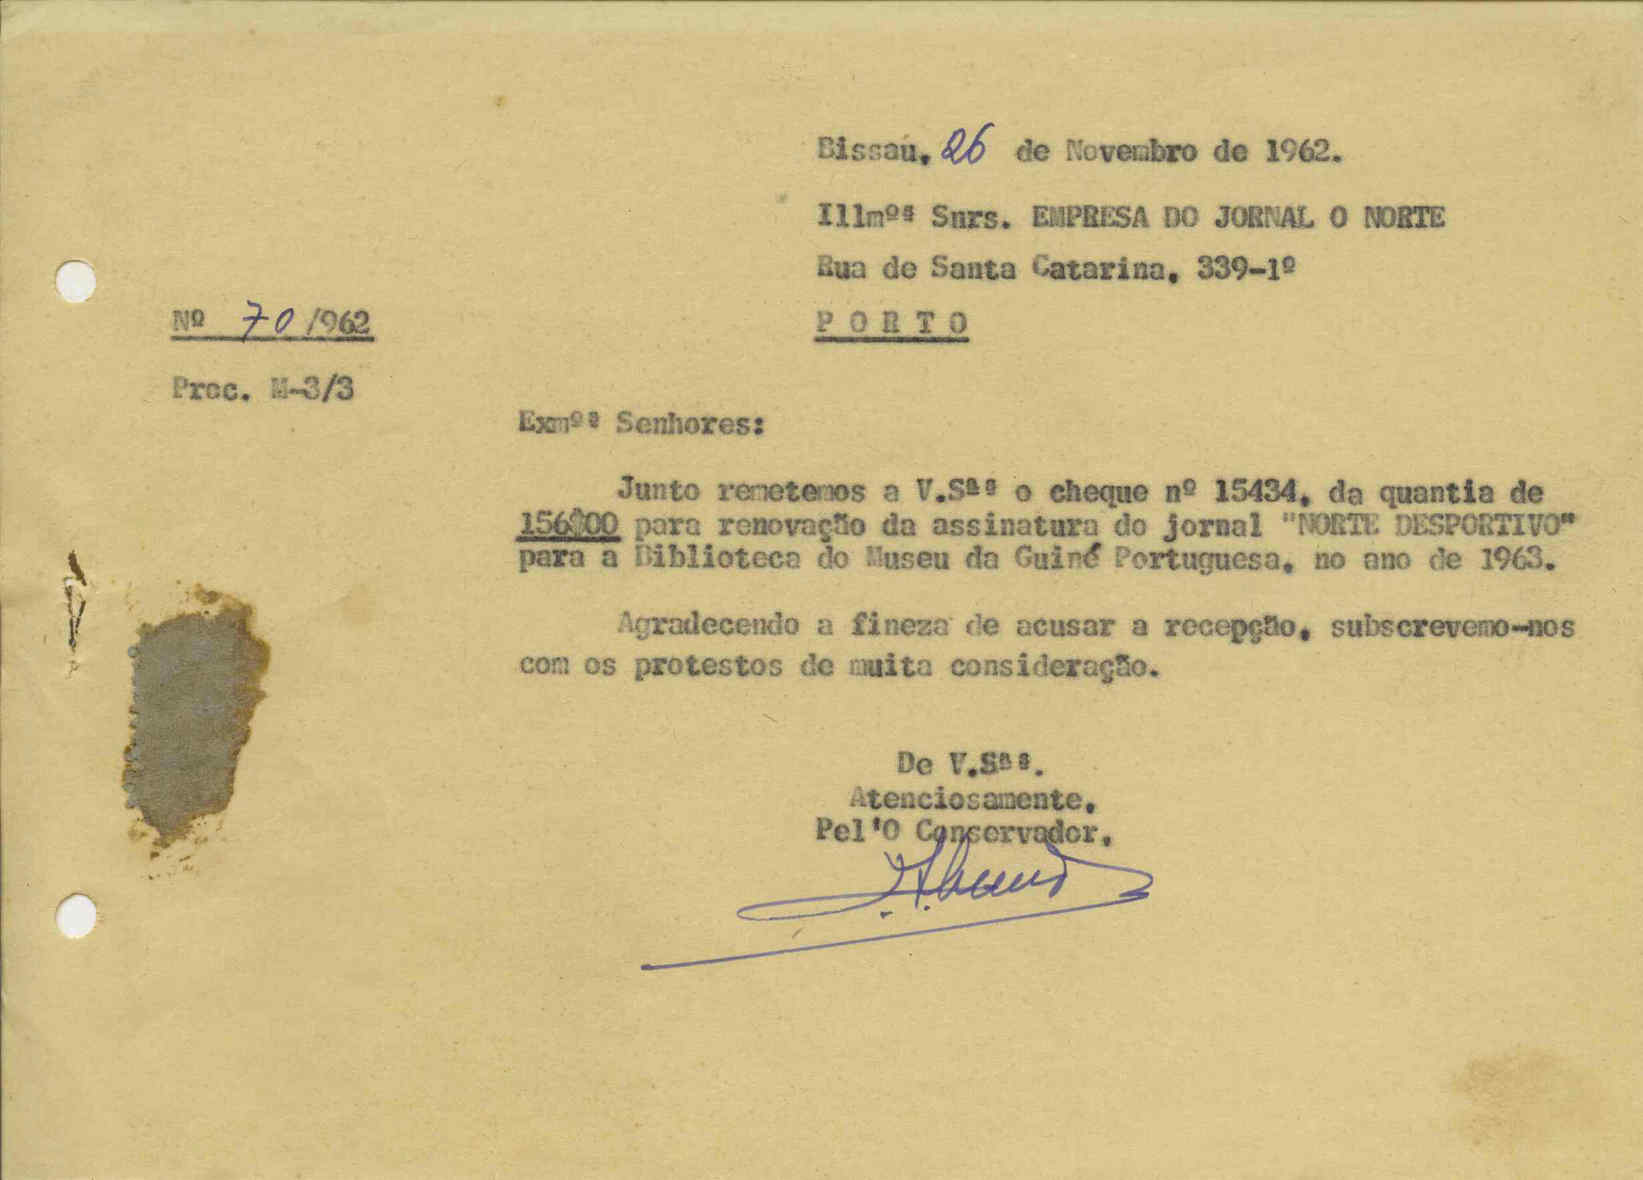 Bissau, 26 de Novembro de 1962.
Illmºˢ Snrs. EMPRESA DO JORNAL O NORTE
Rua de Santa Catarina, 339-1º
Nº 70/962
P O R T O
Proc. M-3/3
Exmºˢ Senhores:
Junto remetemos a V.Sªˢ o cheque nº 15434, da quantia de
156$00 para renovação da assinatura do jornal "NORTE DESPORTIVO"
para a Biblioteca do Museu da Guiné Portuguesa, no ano de 1963.
Agradecendo a fineza de acusar a recepção, subscrevemo-nos
com os protestos de muita consideração.
De V.Sªˢ.
Atenciosamente,
Pel'O Conservador,